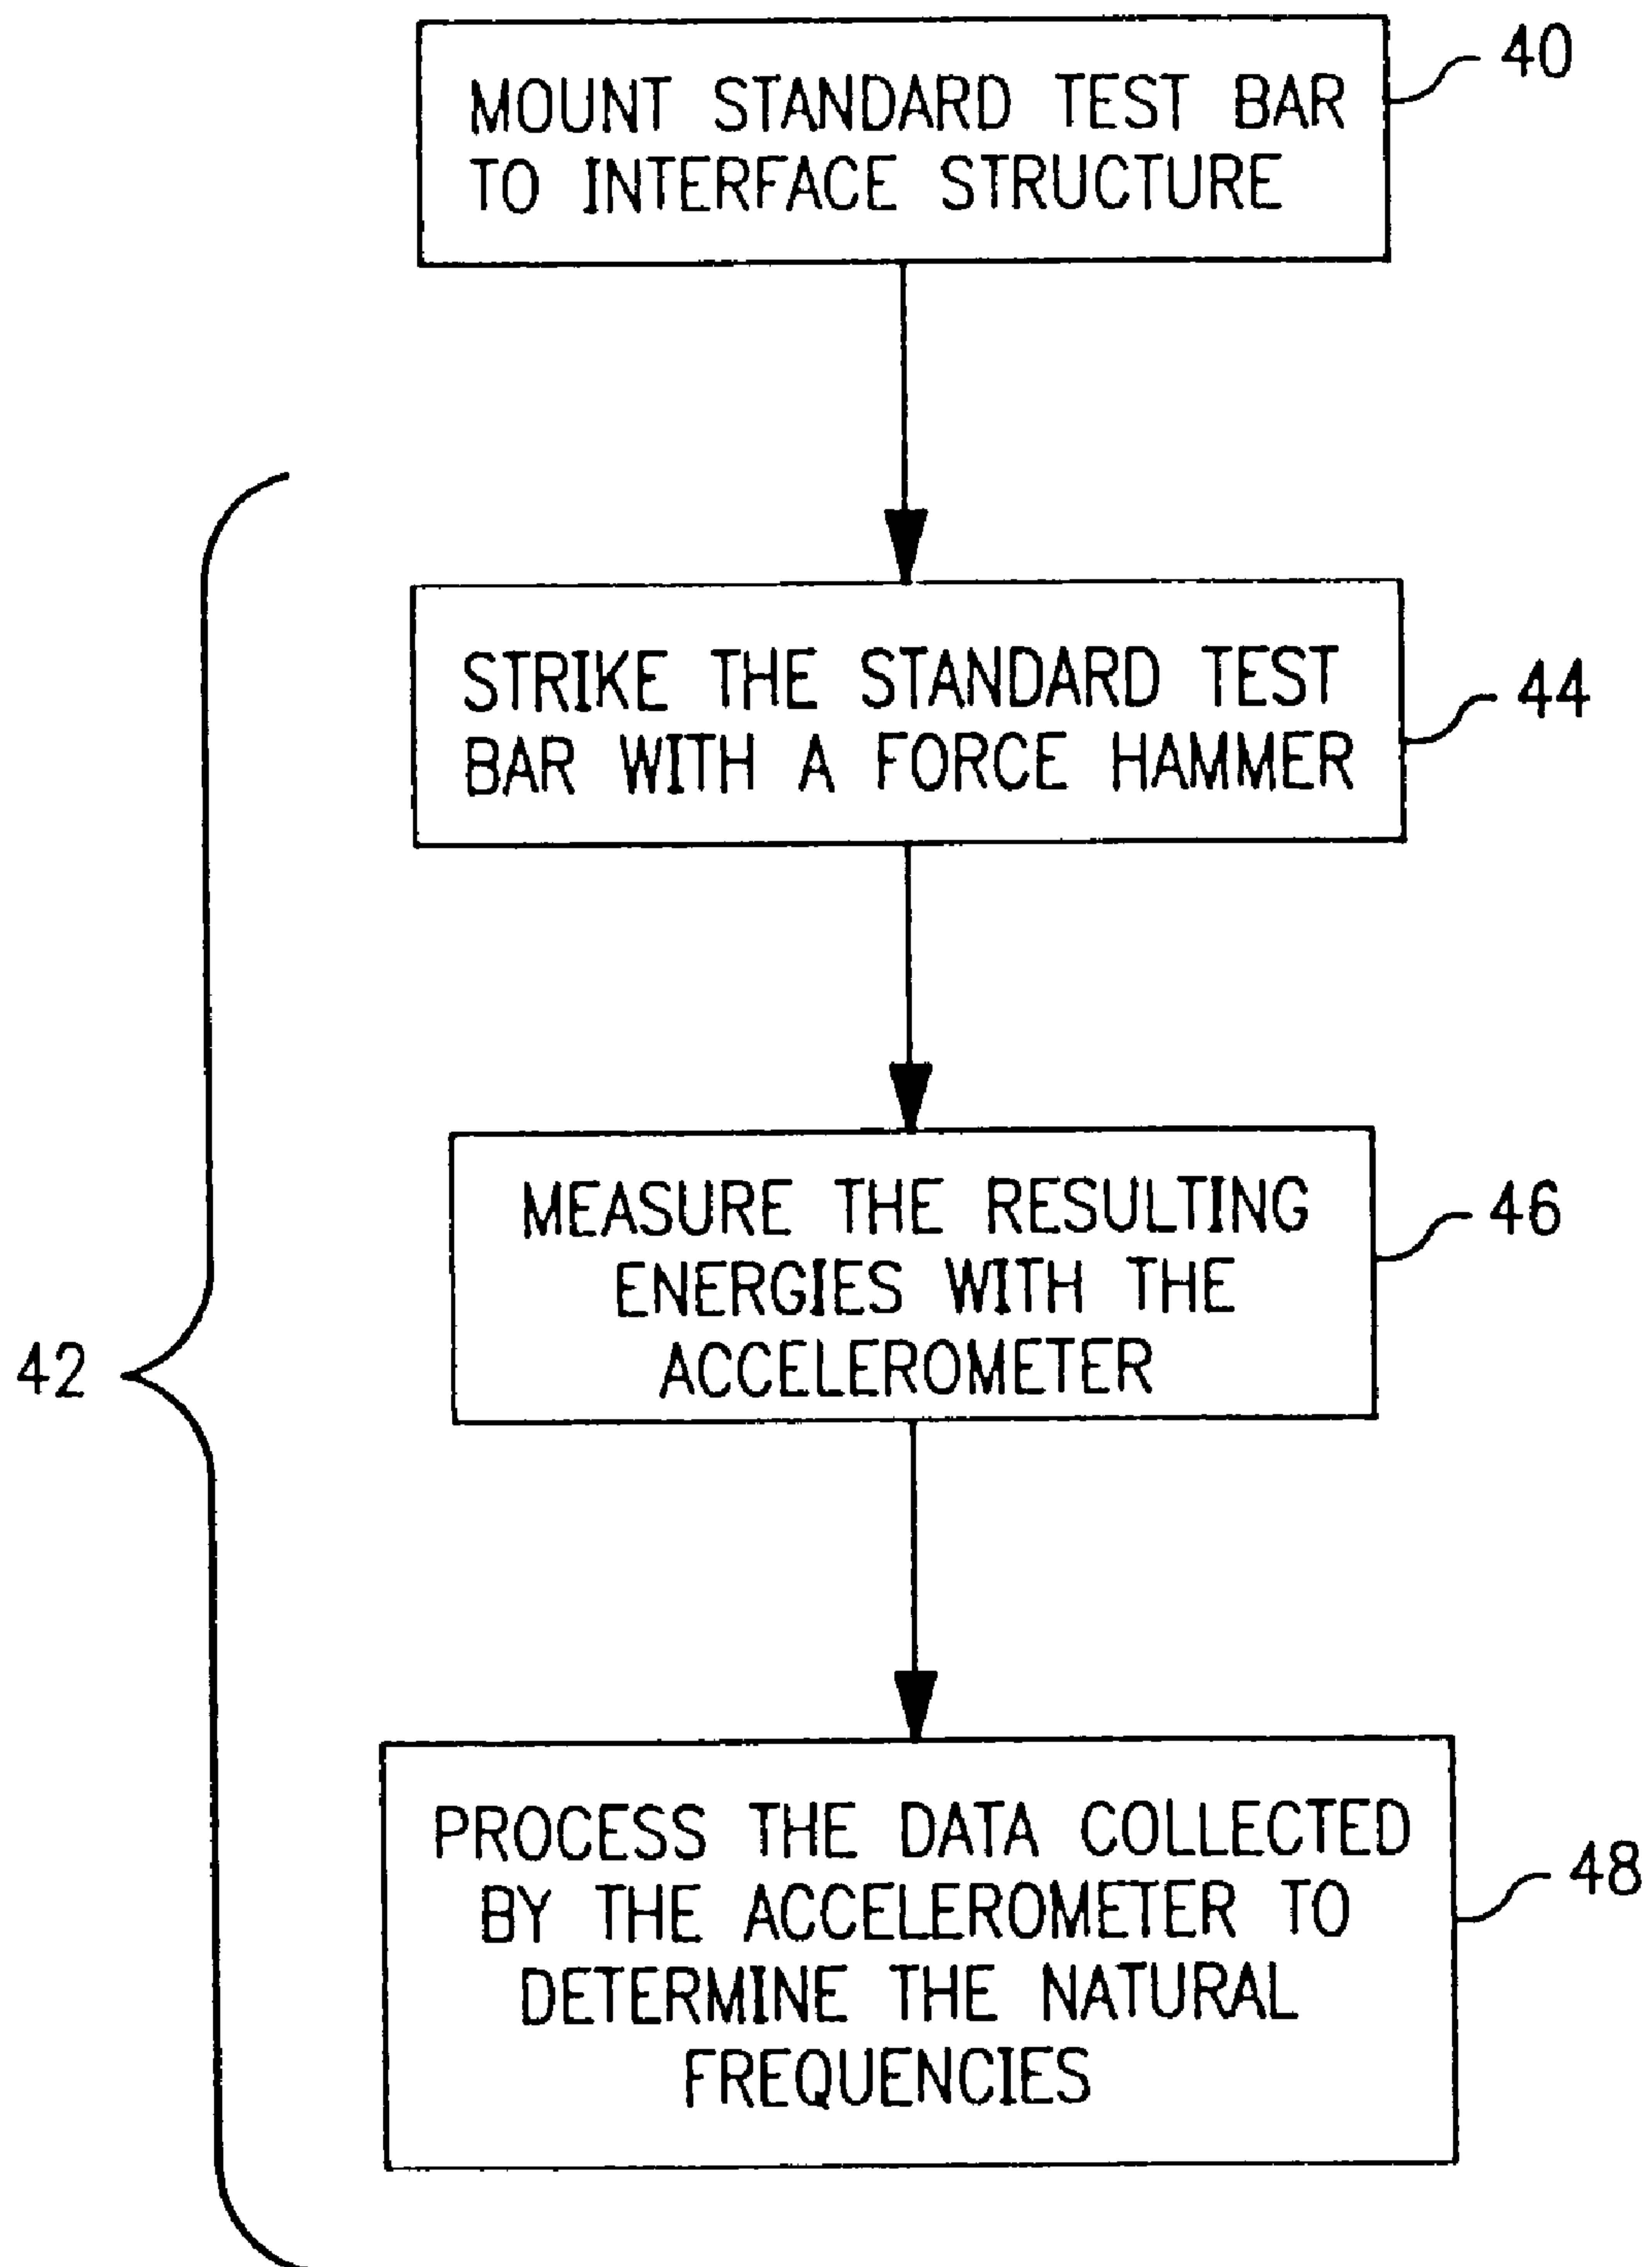 MOUNT STANDARD TEST BAR
TO INTERFACE STRUCTURE
40
STRIKE THE STANDARD TEST
BAR WITH A FORCE HAMMER
44
MEASURE THE RESULTING
ENERGIES WITH THE
ACCELEROMETER
46
42
PROCESS THE DATA COLLECTED
BY THE ACCELEROMETER TO
DETERMINE THE NATURAL
FREQUENCIES
48